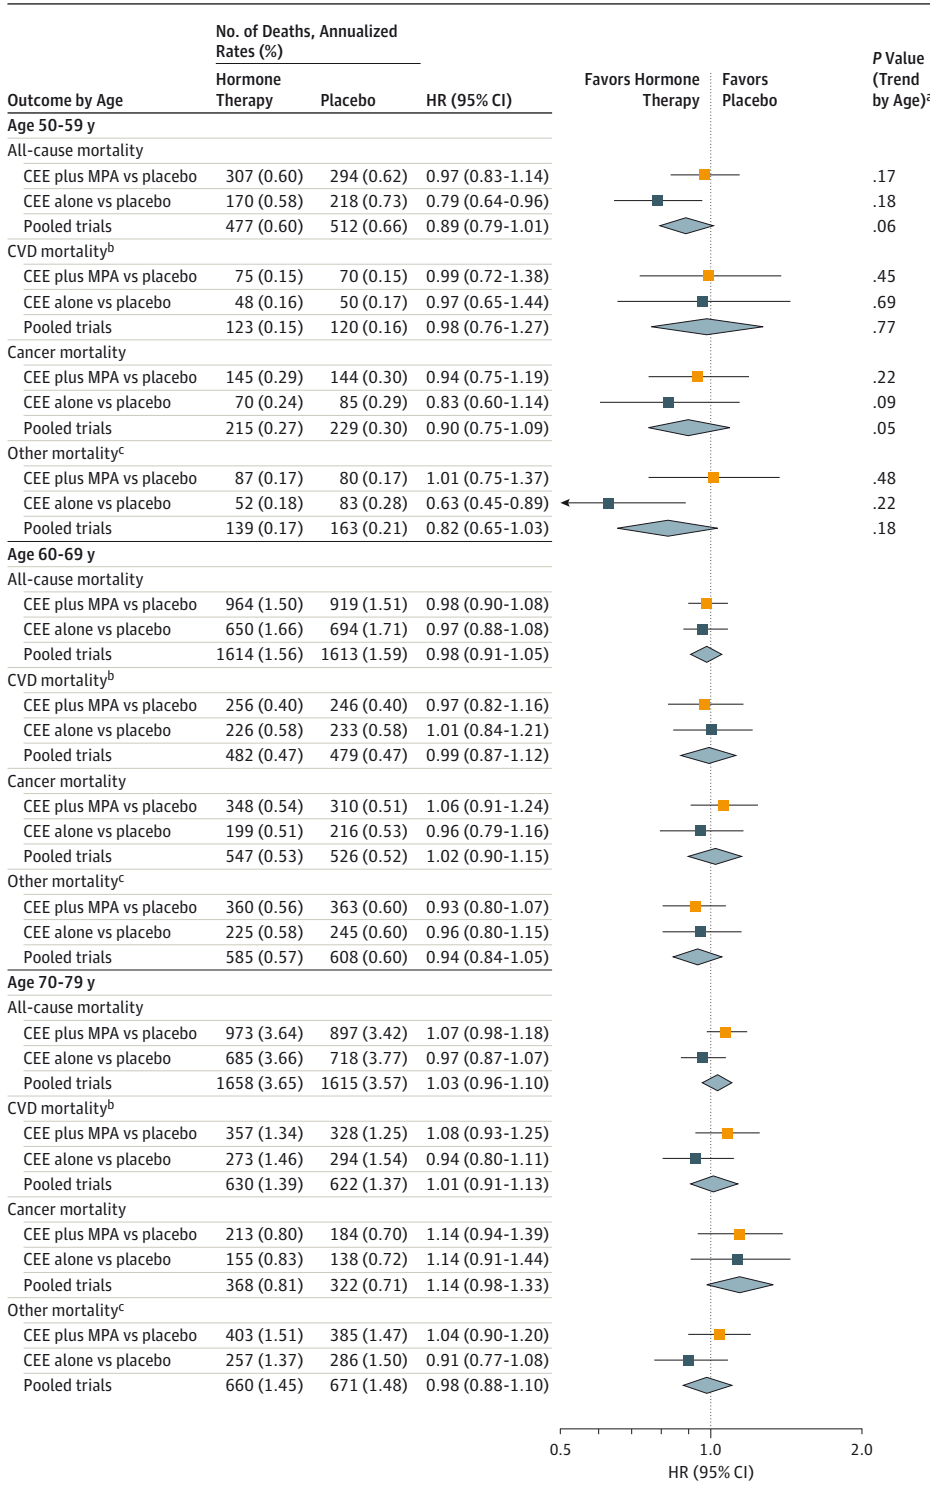 No. of Deaths, Annualized
Rates (%)
Outcome by Age
Hormone
Therapy
Placebo
HR (95% CI)
Favors Hormone
Therapy
Favors
Placebo
P Value
(Trend
by Age)a
Age 50-59 y
All-cause mortality
CEE plus MPA vs placebo 307 (0.60) 294 (0.62) 0.97 (0.83-1.14) .17
CEE alone vs placebo 170 (0.58) 218 (0.73) 0.79 (0.64-0.96) .18
Pooled trials 477 (0.60) 512 (0.66) 0.89 (0.79-1.01) .06
CVD mortalityb
CEE plus MPA vs placebo 75 (0.15) 70 (0.15) 0.99 (0.72-1.38) .45
CEE alone vs placebo 48 (0.16) 50 (0.17) 0.97 (0.65-1.44) .69
Pooled trials 123 (0.15) 120 (0.16) 0.98 (0.76-1.27) .77
Cancer mortality
CEE plus MPA vs placebo 145 (0.29) 144 (0.30) 0.94 (0.75-1.19) .22
CEE alone vs placebo 70 (0.24) 85 (0.29) 0.83 (0.60-1.14) .09
Pooled trials 215 (0.27) 229 (0.30) 0.90 (0.75-1.09) .05
Other mortalityc
CEE plus MPA vs placebo 87 (0.17) 80 (0.17) 1.01 (0.75-1.37) .48
CEE alone vs placebo 52 (0.18) 83 (0.28) 0.63 (0.45-0.89) .22
Pooled trials 139 (0.17) 163 (0.21) 0.82 (0.65-1.03) .18
Age 60-69 y
All-cause mortality
CEE plus MPA vs placebo 964 (1.50) 919 (1.51) 0.98 (0.90-1.08)
CEE alone vs placebo 650 (1.66) 694 (1.71) 0.97 (0.88-1.08)
Pooled trials 1614 (1.56) 1613 (1.59) 0.98 (0.91-1.05)
CVD mortalityb
CEE plus MPA vs placebo 256 (0.40) 246 (0.40) 0.97 (0.82-1.16)
CEE alone vs placebo 226 (0.58) 233 (0.58) 1.01 (0.84-1.21)
Pooled trials 482 (0.47) 479 (0.47) 0.99 (0.87-1.12)
Cancer mortality
CEE plus MPA vs placebo 348 (0.54) 310 (0.51) 1.06 (0.91-1.24)
CEE alone vs placebo 199 (0.51) 216 (0.53) 0.96 (0.79-1.16)
Pooled trials 547 (0.53) 526 (0.52) 1.02 (0.90-1.15)
Other mortalityc
CEE plus MPA vs placebo 360 (0.56) 363 (0.60) 0.93 (0.80-1.07)
CEE alone vs placebo 225 (0.58) 245 (0.60) 0.96 (0.80-1.15)
Pooled trials 585 (0.57) 608 (0.60) 0.94 (0.84-1.05)
Age 70-79 y
All-cause mortality
CEE plus MPA vs placebo 973 (3.64) 897 (3.42) 1.07 (0.98-1.18)
CEE alone vs placebo 685 (3.66) 718 (3.77) 0.97 (0.87-1.07)
Pooled trials 1658 (3.65) 1615 (3.57) 1.03 (0.96-1.10)
CVD mortalityb
CEE plus MPA vs placebo 357 (1.34) 328 (1.25) 1.08 (0.93-1.25)
CEE alone vs placebo 273 (1.46) 294 (1.54) 0.94 (0.80-1.11)
Pooled trials 630 (1.39) 622 (1.37) 1.01 (0.91-1.13)
Cancer mortality
CEE plus MPA vs placebo 213 (0.80) 184 (0.70) 1.14 (0.94-1.39)
CEE alone vs placebo 155 (0.83) 138 (0.72) 1.14 (0.91-1.44)
Pooled trials 368 (0.81) 322 (0.71) 1.14 (0.98-1.33)
Other mortalityc
CEE plus MPA vs placebo 403 (1.51) 385 (1.47) 1.04 (0.90-1.20)
CEE alone vs placebo 257 (1.37) 286 (1.50) 0.91 (0.77-1.08)
Pooled trials 660 (1.45) 671 (1.48) 0.98 (0.88-1.10)
0.5 1.0 2.0
HR (95% CI)